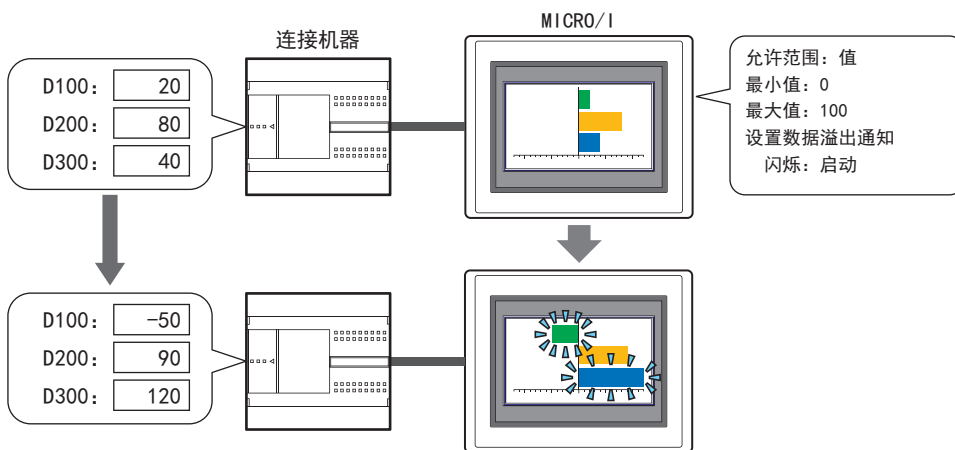 MICRO/I
连接机器
D100: 20
D200: 80
D300: 40
允许范围: 值
最小值: 0
最大值: 100
设置数据溢出通知
闪烁: 启动
D100: -50
D200: 90
D300: 120